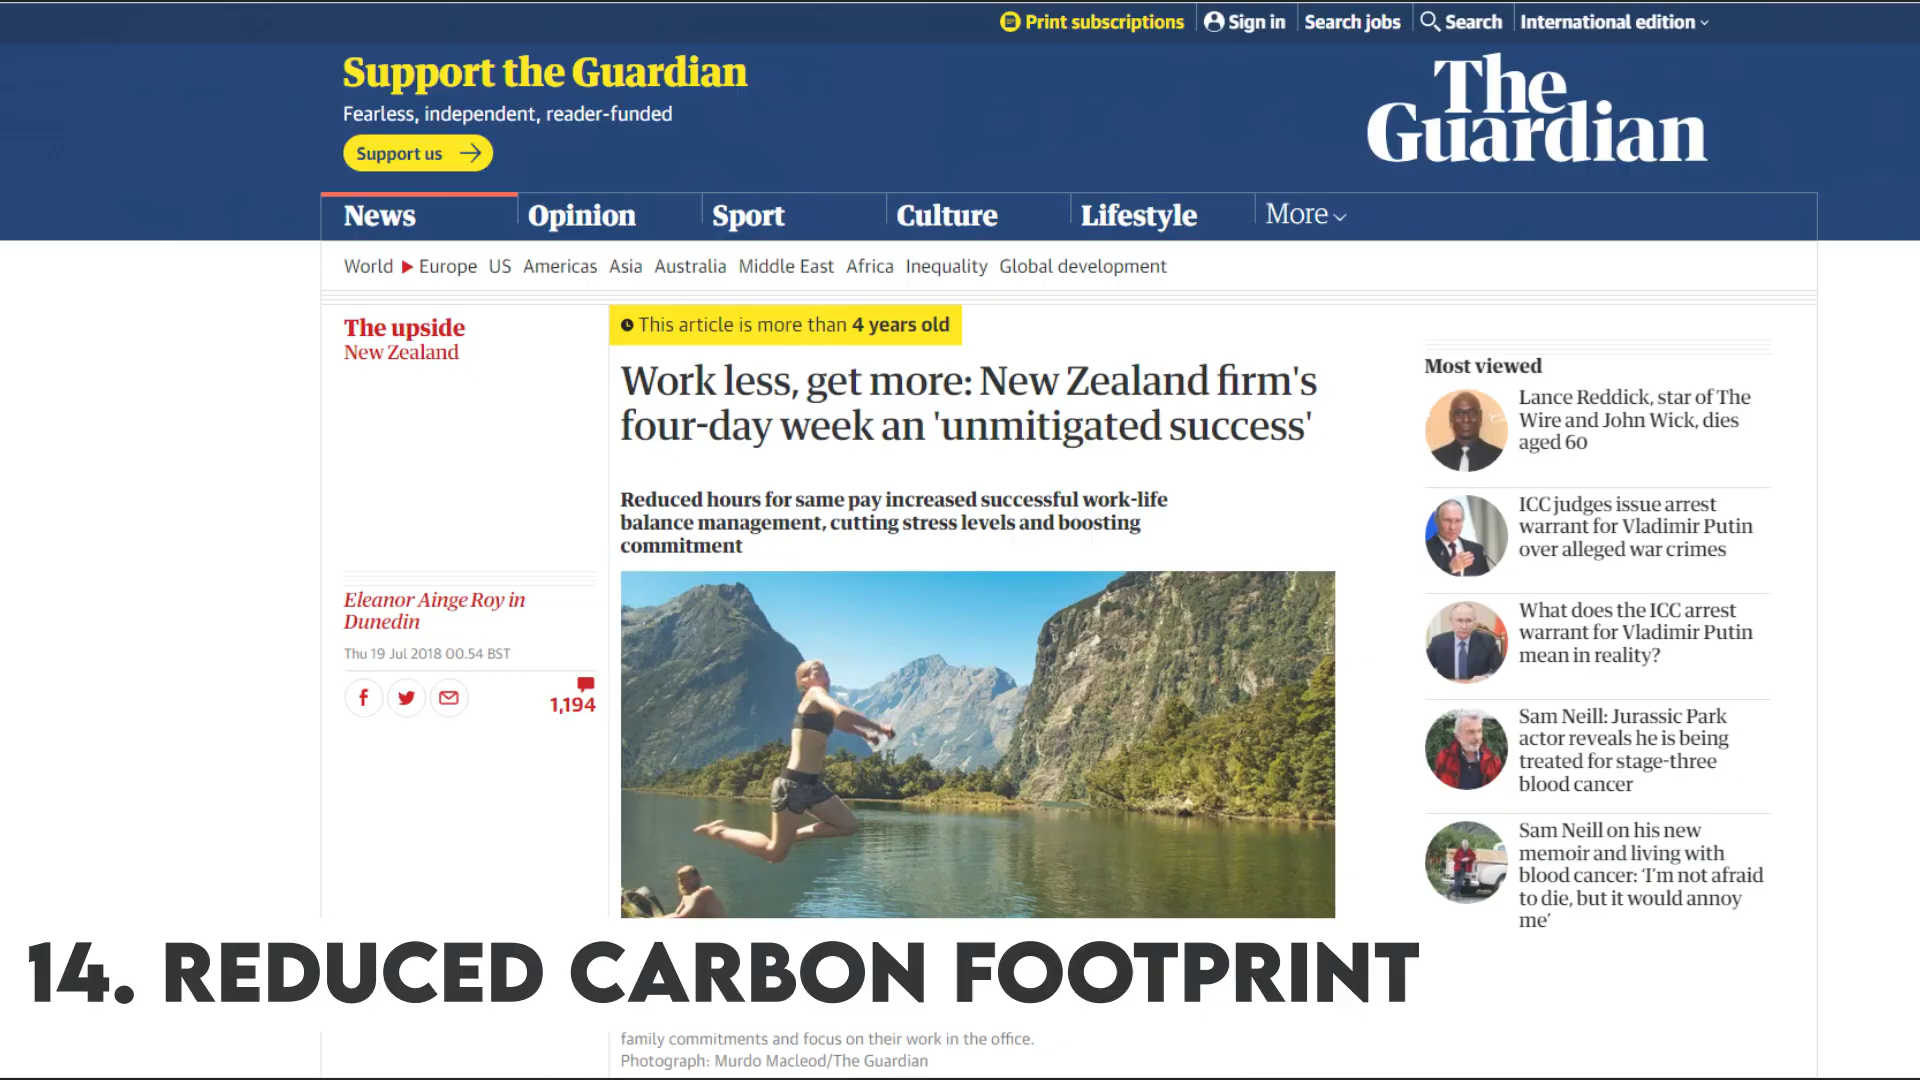 Print subscriptions
Sign in
Search jobs
Search
International edition
Support the Guardian
Fearless, independent, reader-funded
Support us
The
Guardian
News
Opinion
Sport
Culture
Lifestyle
More
World Europe US Americas Asia Australia Middle East Africa Inequality Global development
The upside
New Zealand
This article is more than 4 years old
Work less, get more: New Zealand firm's
four-day week an 'unmitigated success'
Reduced hours for same pay increased successful work-life
balance management, cutting stress levels and boosting
commitment
Eleanor Ainge Roy in
Dunedin
Thu 19 Jul 2018 00.54 BST
1,194
Most viewed
Lance Reddick, star of The
Wire and John Wick, dies
aged 60
ICC judges issue arrest
warrant for Vladimir Putin
over alleged war crimes
What does the ICC arrest
warrant for Vladimir Putin
mean in reality?
Sam Neill: Jurassic Park
actor reveals he is being
treated for stage-three
blood cancer
Sam Neill on his new
memoir and living with
blood cancer: 'I'm not afraid
to die, but it would annoy
me'
14. REDUCED CARBON FOOTPRINT
family commitments and focus on their work in the office.
Photograph: Murdo Macleod/The Guardian